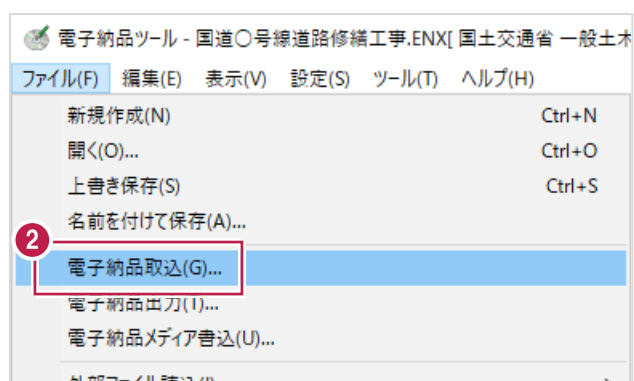 電子納品ツール - 国道〇号線道路修繕工事.ENX[ 国土交通省 一般土木
ファイル(F) 編集(E) 表示(V) 設定(S) ツール(T) ヘルプ(H)
新規作成(N) Ctrl+N
開く(O)... Ctrl+O
上書き保存(S) Ctrl+S
名前を付けて保存(A)...
2
電子納品取込(G)...
電子納品出力(T)...
電子納品メディア書込(U)...